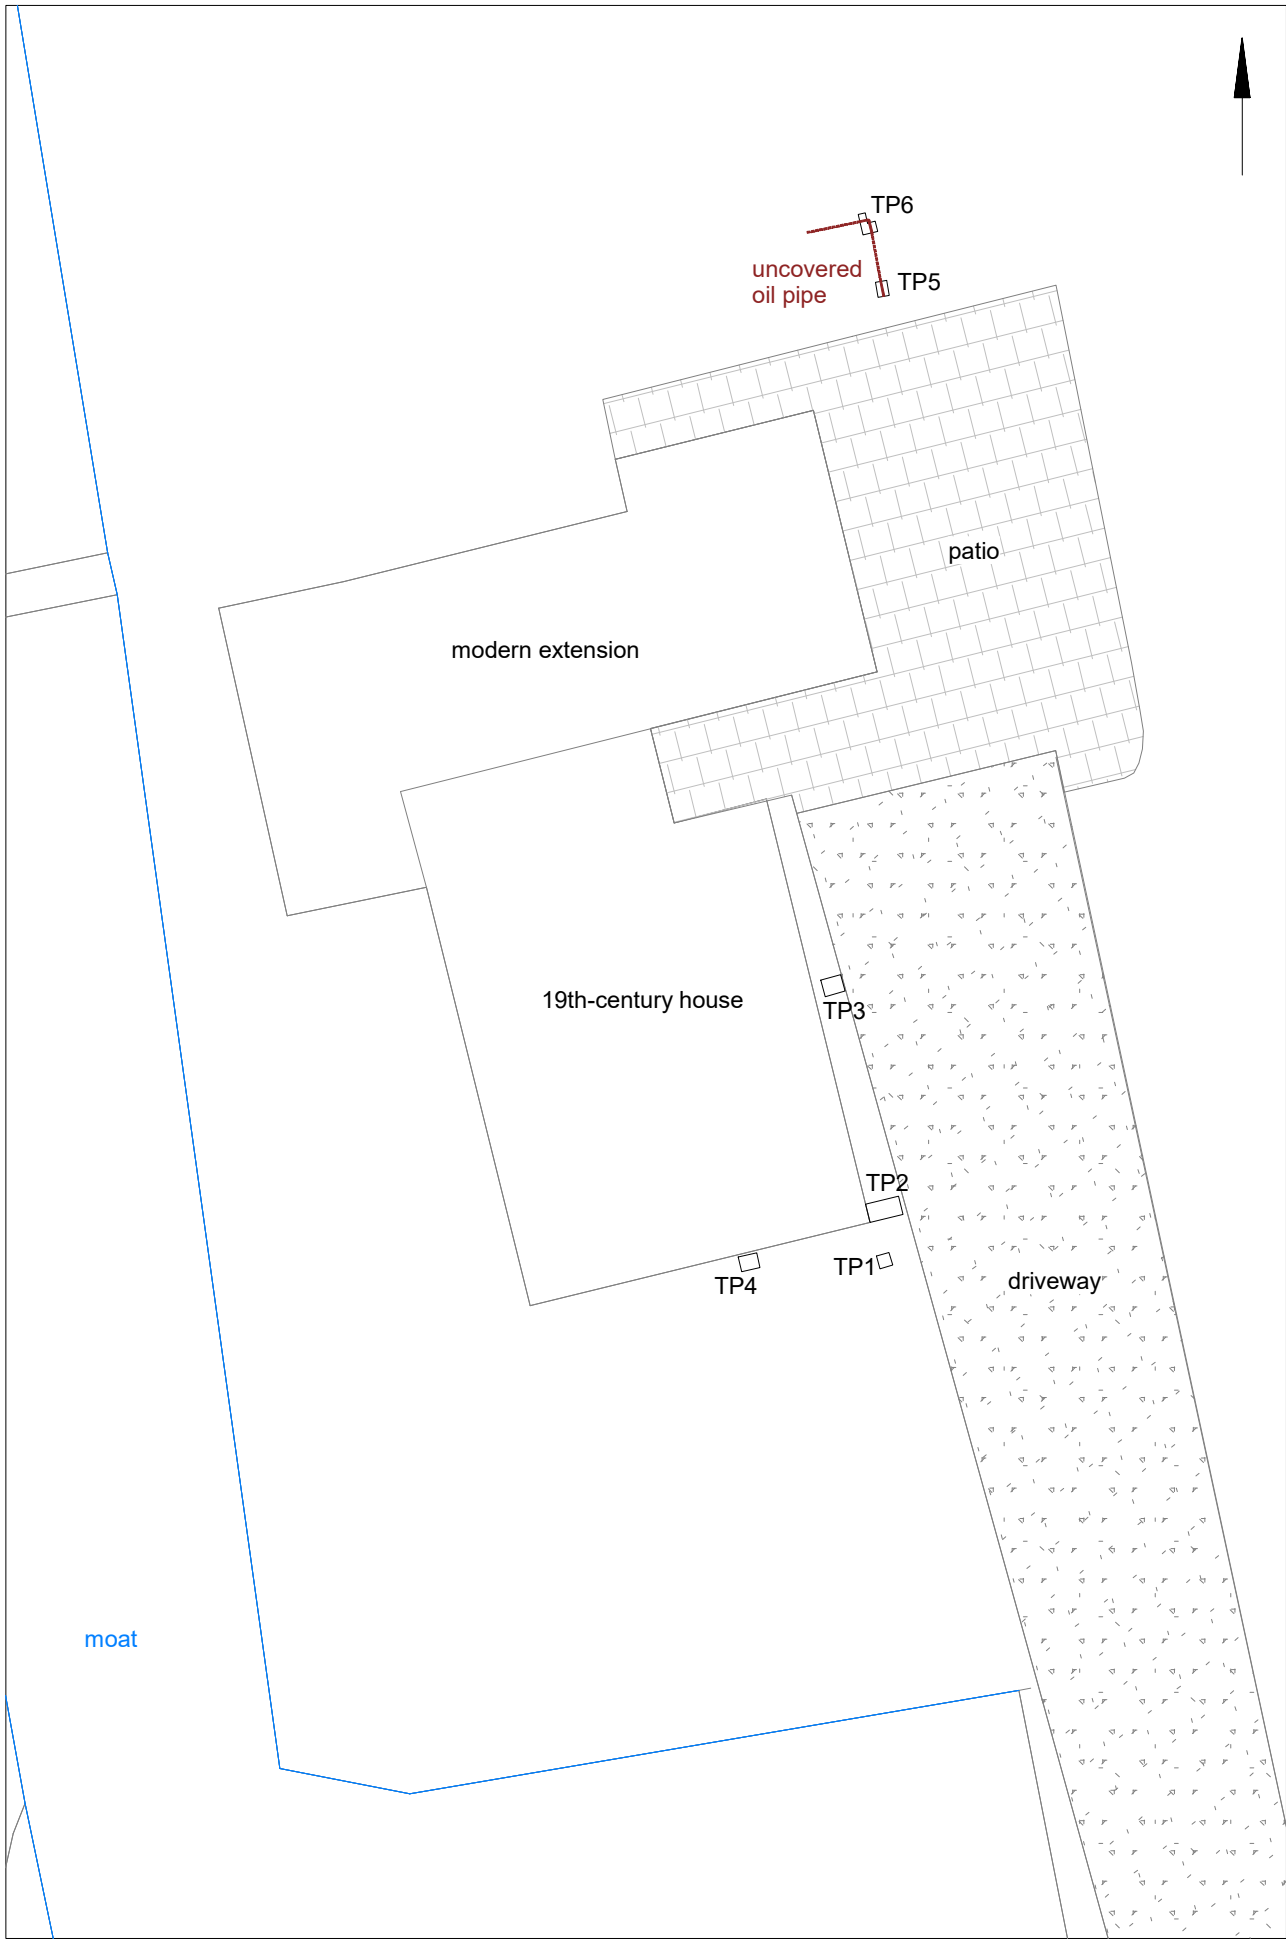 TP6
uncovered
oil pipe
TP5
patio
modern extension
19th-century house
TP3
TP2
TP1
TP4
driveway
moat